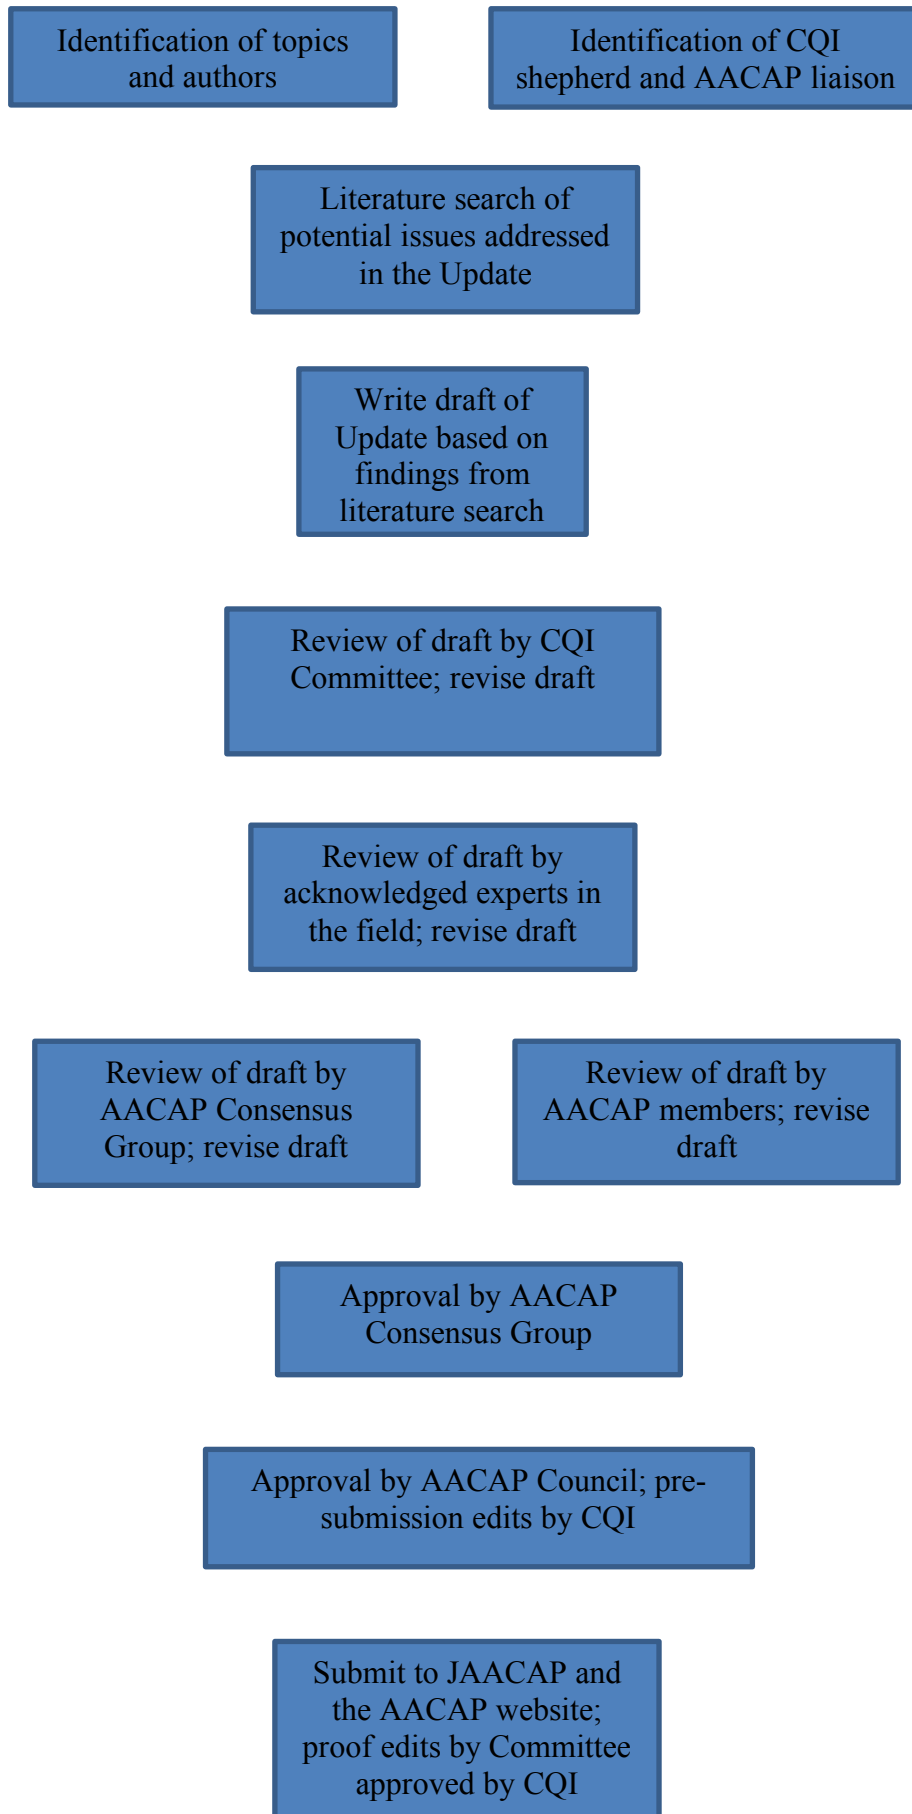 Identification of topics
and authors
Identification of CQI
shepherd and AACAP liaison
Literature search of
potential issues addressed
in the Update
Write draft of
Update based on
findings from
literature search
Review of draft by CQI
Committee; revise draft
Review of draft by
acknowledged experts in
the field; revise draft
Review of draft by
AACAP Consensus
Group; revise draft
Review of draft by
AACAP members; revise
draft
Approval by AACAP
Consensus Group
Approval by AACAP Council; pre-
submission edits by CQI
Submit to JAACAP and
the AACAP website;
proof edits by Committee
approved by CQI